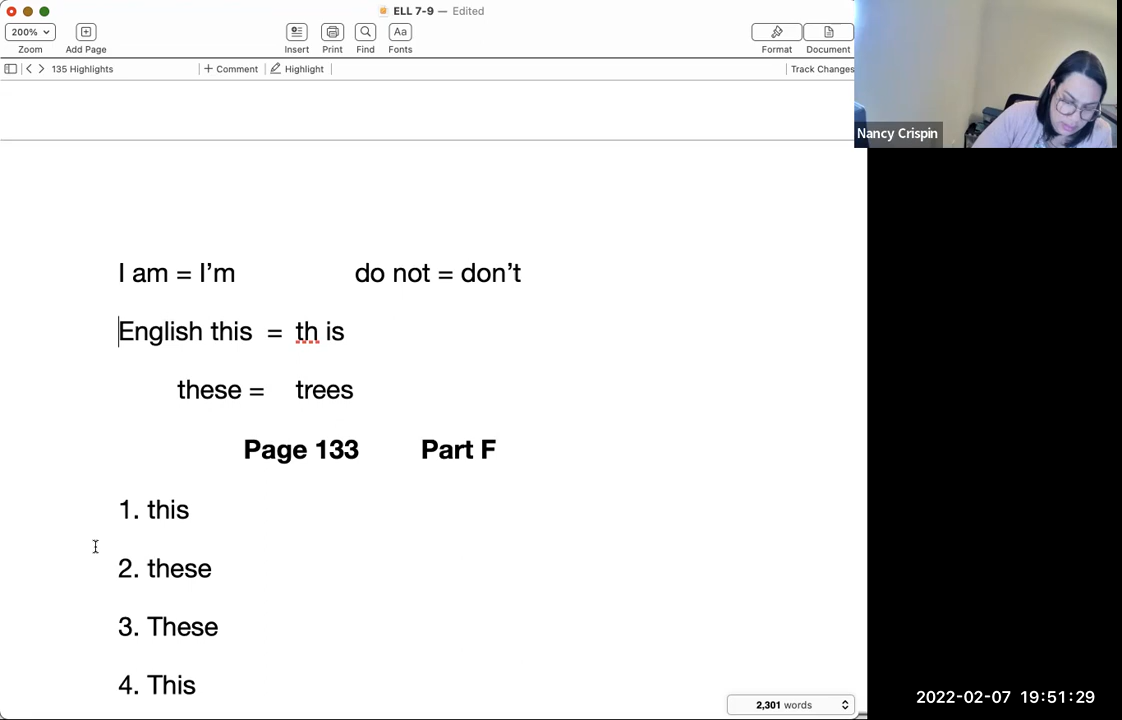 ELL 7-9 — Edited
200%
Zoom
Add Page
Insert
Print
Find
Aa
Fonts
Format
Document
135 Highlights
+ Comment
Highlight
Track Changes
Nancy Crispin
I am = I’m do not = don’t
English this = th is
these = trees
Page 133 Part F
1. this
2. these
3. These
4. This
2,301 words
2022-02-07 19:51:29